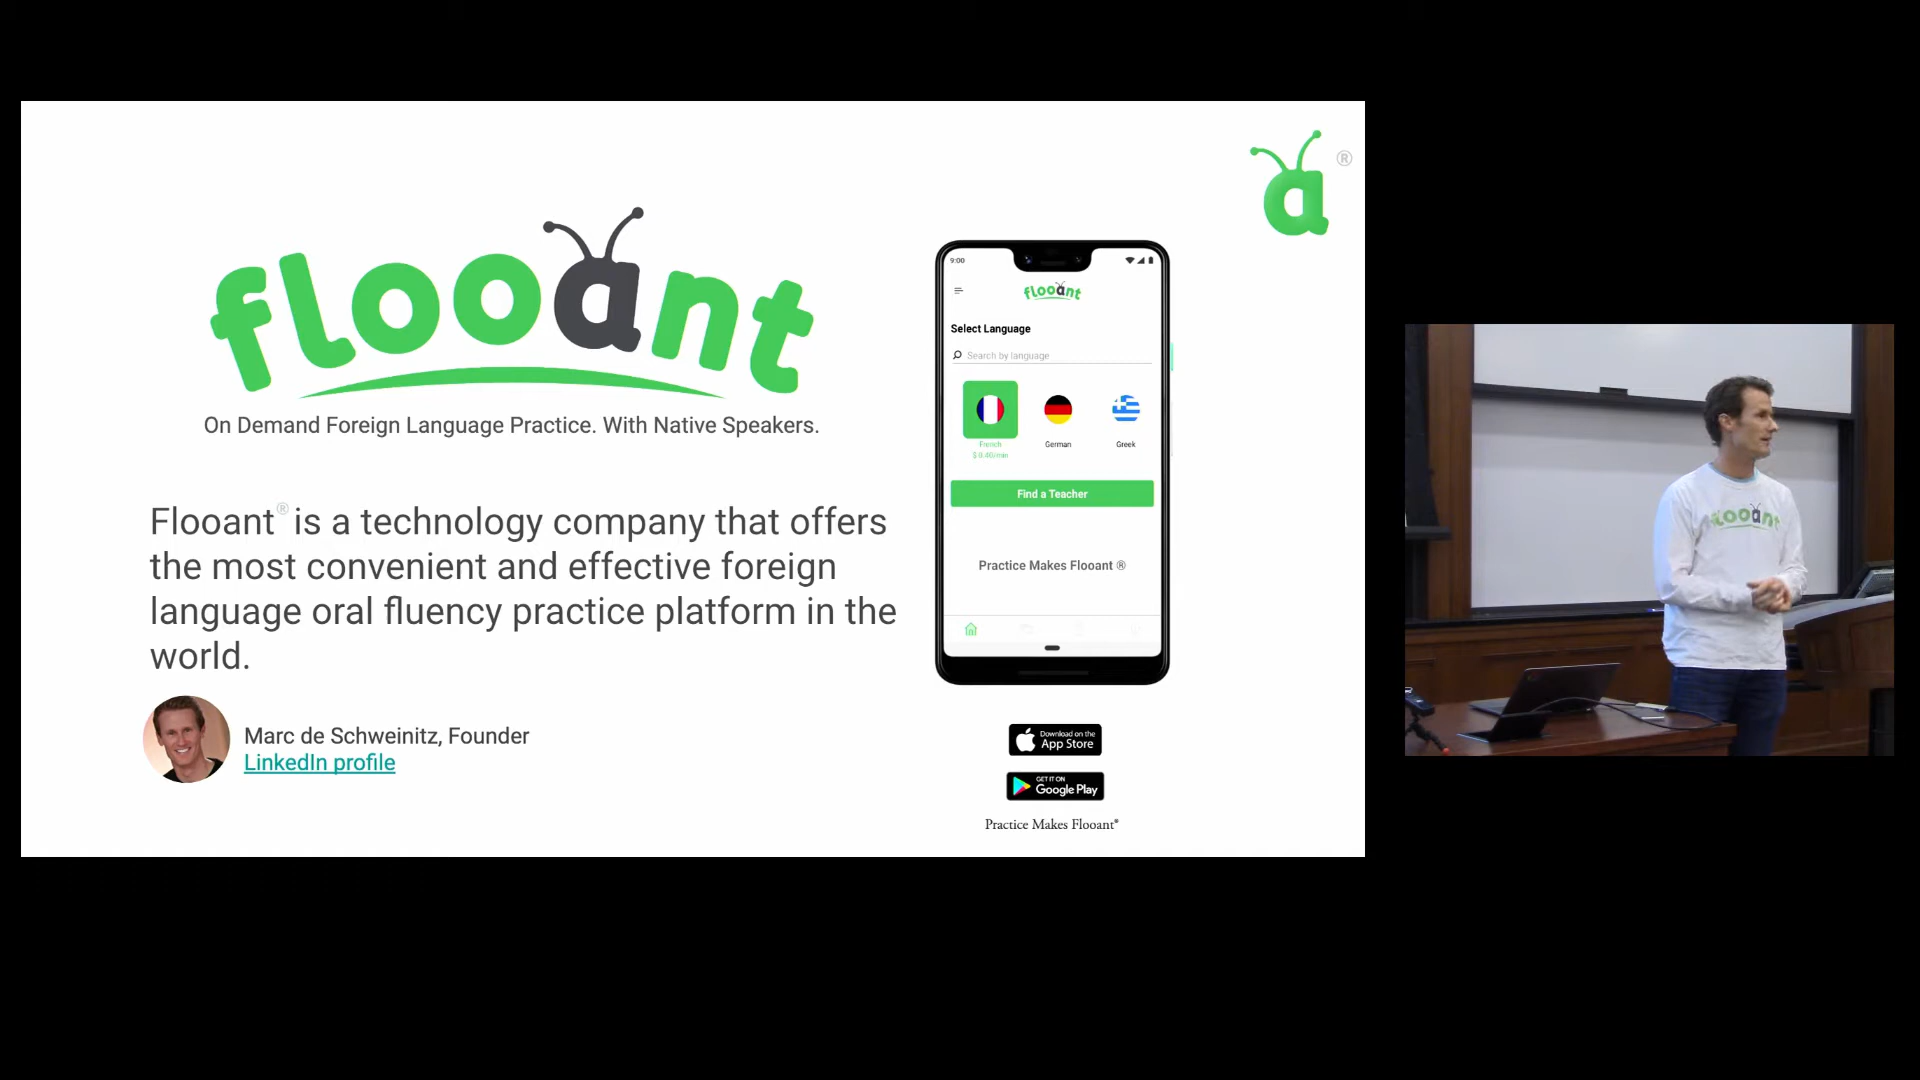 flooant
On Demand Foreign Language Practice. With Native Speakers.
Flooant® is a technology company that offers
the most convenient and effective foreign
language oral fluency practice platform in the
world.
Marc de Schweinitz, Founder
LinkedIn profile
a ®
9:00
flooant
Select Language
Search by language
French German Greek
$ 0.40/min
Find a Teacher
Practice Makes Flooant ®
Download on the
App Store
GET IT ON
Google Play
Practice Makes Flooant®
flooant